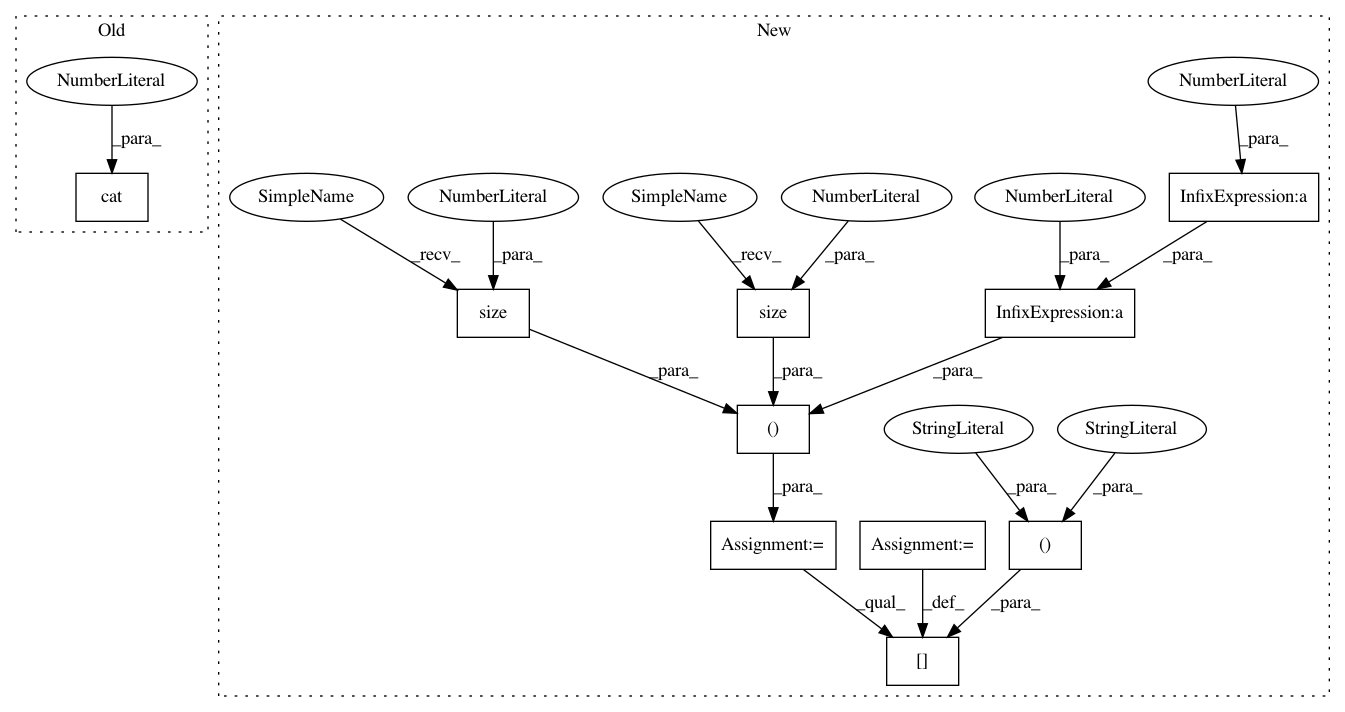 Old
New
NumberLiteral
NumberLiteral
_para_
_para_
cat
SimpleName
NumberLiteral
SimpleName
NumberLiteral
NumberLiteral
InfixExpression:a
_recv_
_para_
_recv_
_para_
_para_
_para_
size
size
InfixExpression:a
_para_
_para_
_para_
()
StringLiteral
StringLiteral
_para_
_para_
_para_
Assignment:=
Assignment:=
()
_qual_
_def_
_para_
[]